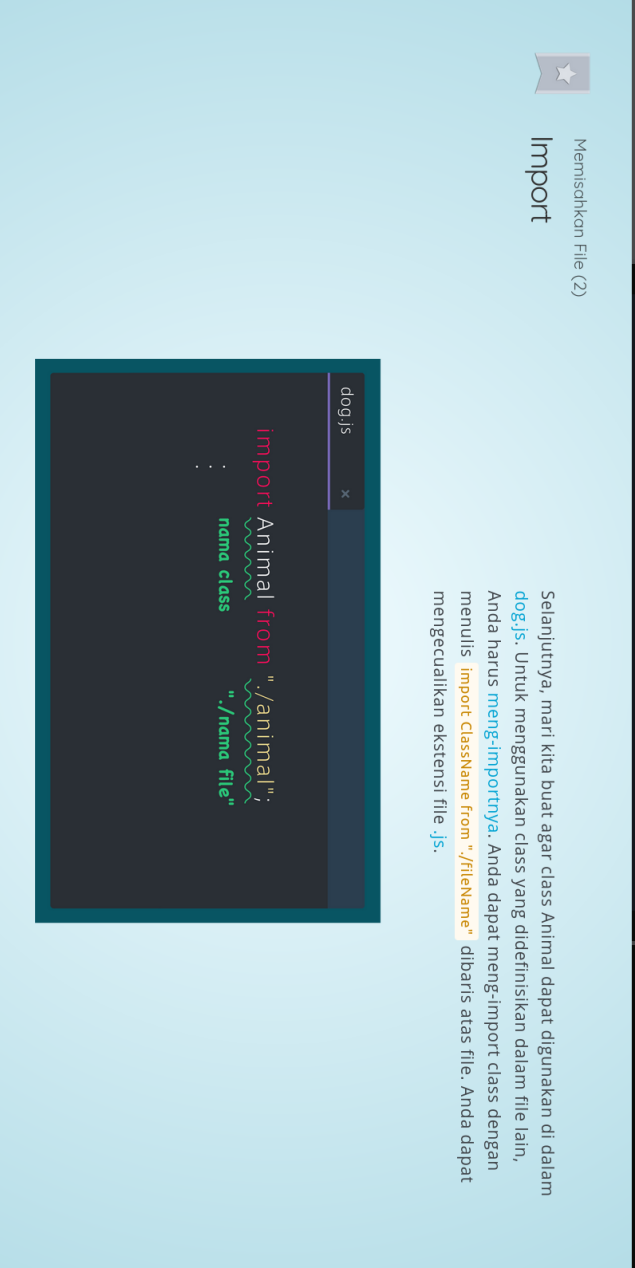 Memisahkan File (2)
Import
Selanjutnya, mari kita buat agar class Animal dapat digunakan di dalam
dog.js. Untuk menggunakan class yang didefinisikan dalam file lain,
Anda harus meng-importnya. Anda dapat meng-import class dengan
menulis import ClassName from "./fileName" dibaris atas file. Anda dapat
mengecualikan ekstensi file .js.
dog.js ×
import Animal from "./animal";
nama class "./nama file"